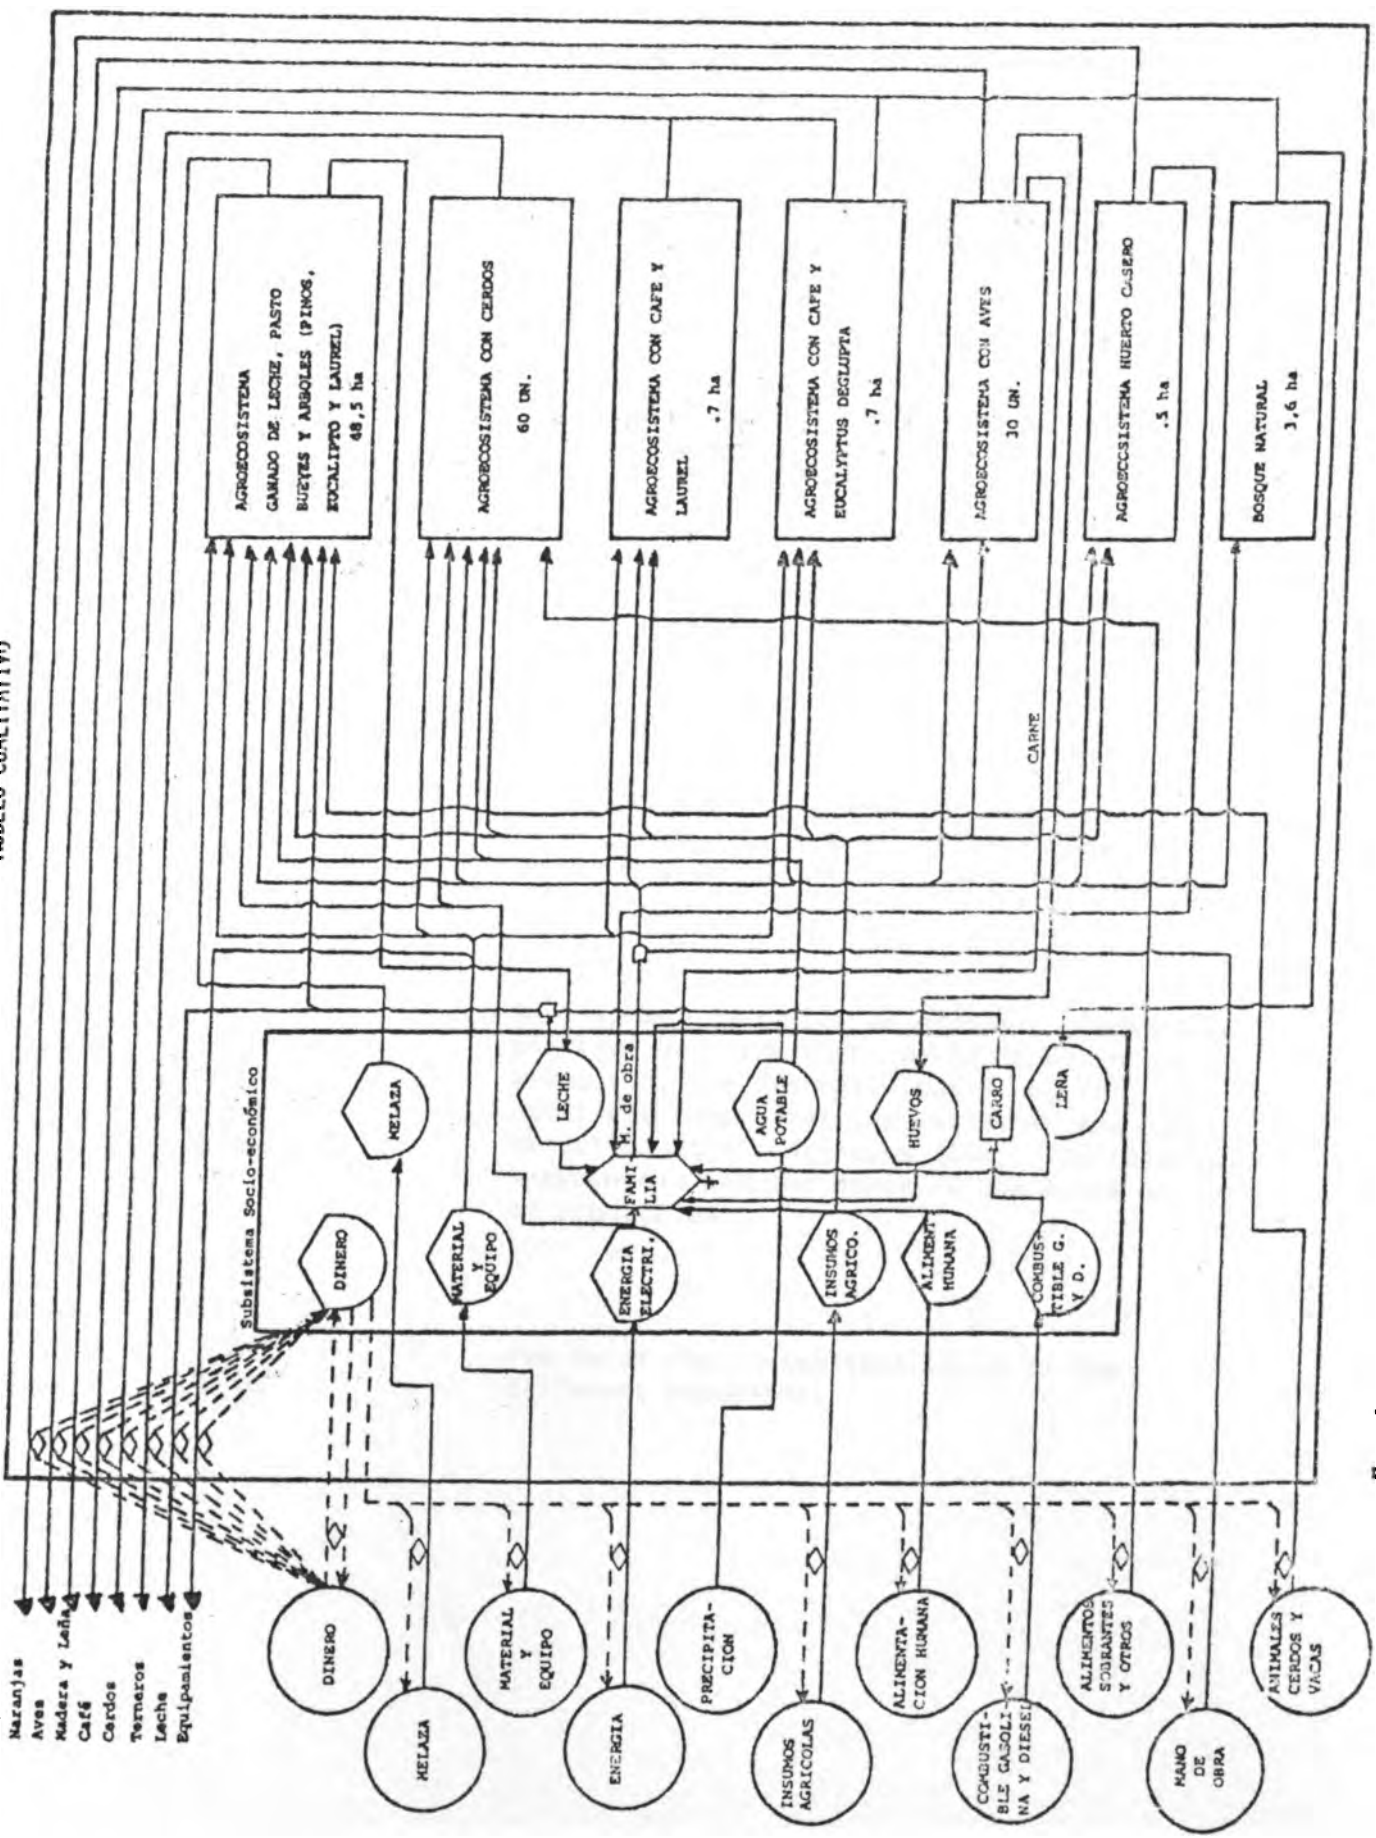 MODELO CUALITATIVO
Naranjas
Aves
Madera y Leña
Café
Cerdos
Terneros
Leche
Equipamientos
DINERO
MELAZA
MATERIAL
Y
EQUIPO
ENERGIA
PRECIPITA-
CION
INSUMOS
AGRICOLAS
ALIMENTA-
CION HUMANA
COMBUSTI-
BLE GASOLI-
NA Y DIESEL
ALIMENTOS
SOBRANTES
Y OTROS
MANO
DE
OBRA
ANIMALES
CERDOS Y
VACAS
Subsistema Socio-económico
DINERO
MELAZA
MATERIAL
Y
EQUIPO
LECHE
ENERGIA
ELECTRI.
FAMI-
LIA
M. de obra
AGUA
POTABLE
INSUMOS
AGRICO.
HUEVOS
ALIMENT
HUMANA
CARRO
COMBUS-
TIBLE G.
Y D.
LEÑA
CARNE
AGROECOSISTEMA
GANADO DE LECHE, PASTO
BUEYES Y ARBOLES (PINOS,
EUCALIPTO Y LAUREL)
48,5 ha
AGROECOSISTEMA CON CERDOS
60 UN.
AGROECOSISTEMA CON CAFE Y
LAUREL
.7 ha
AGROECOSISTEMA CON CAFE Y
EUCALYPTUS DEGLUPTA
.7 ha
AGROECOSISTEMA CON AVES
30 UN.
AGROECOSISTEMA HUERTO CASERO
.5 ha
BOSQUE NATURAL
3,6 ha